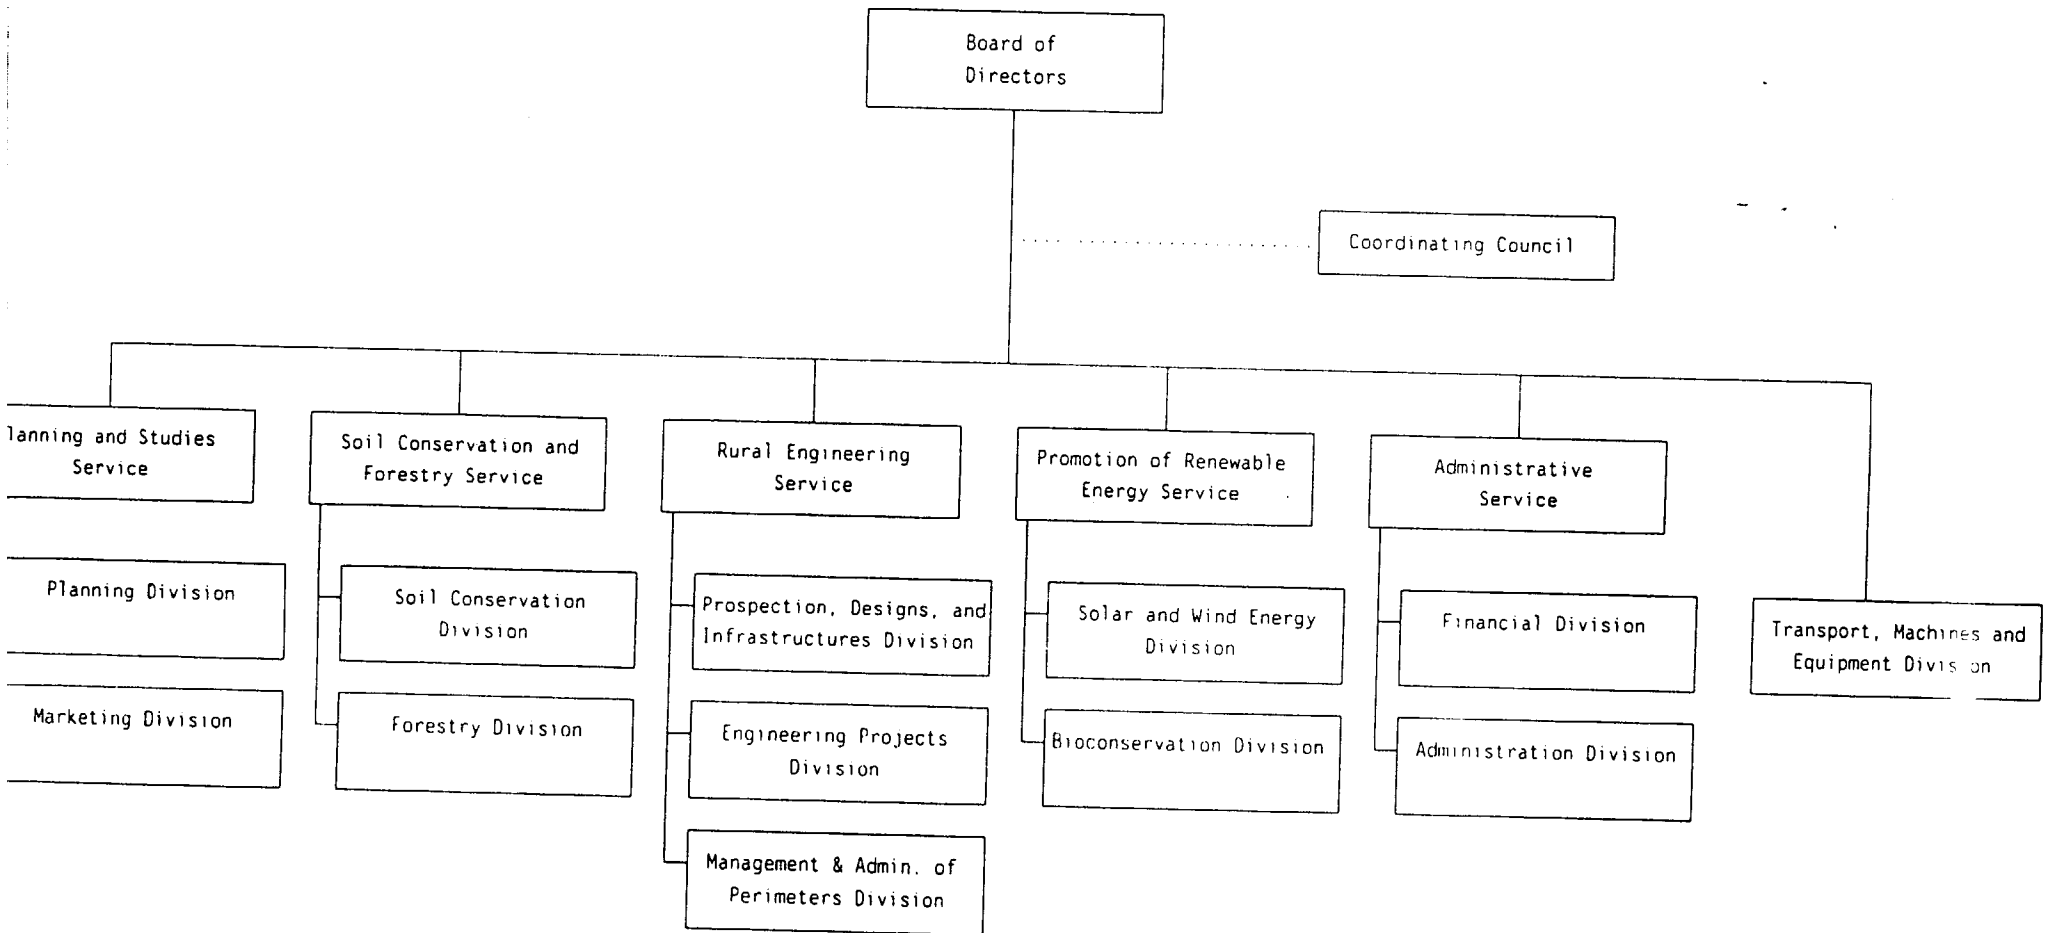 Board of
Directors
Coordinating Council
lanning and Studies
Service
Soil Conservation and
Forestry Service
Rural Engineering
Service
Promotion of Renewable
Energy Service
Administrative
Service
Planning Division
Soil Conservation
Division
Prospection, Designs, and
Infrastructures Division
Solar and Wind Energy
Division
Financial Division
Transport, Machines and
Equipment Division
Marketing Division
Forestry Division
Engineering Projects
Division
Bioconservation Division
Administration Division
Management & Admin. of
Perimeters Division